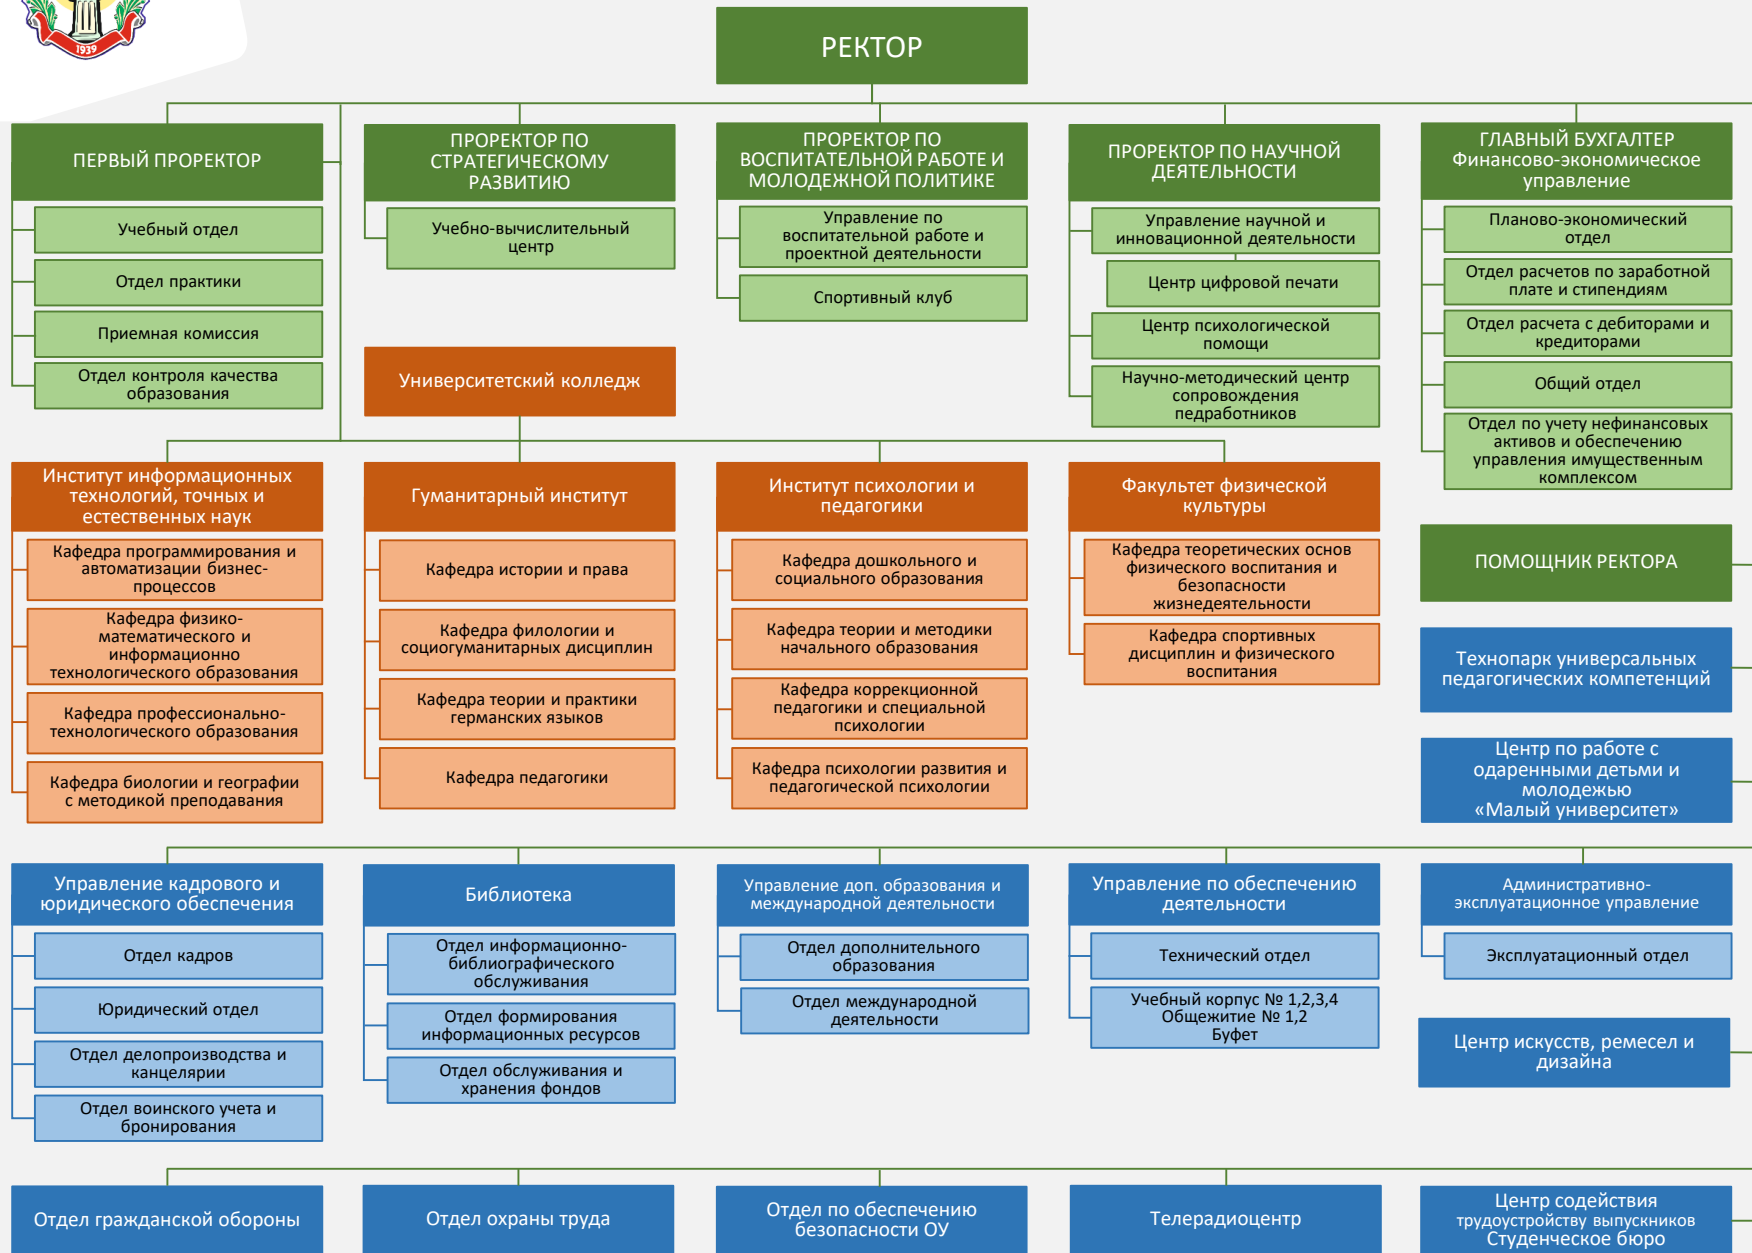 1939
РЕКТОР
ПЕРВЫЙ ПРОРЕКТОР
Учебный отдел
Отдел практики
Приемная комиссия
Отдел контроля качества
образования
ПРОРЕКТОР ПО
СТРАТЕГИЧЕСКОМУ
РАЗВИТИЮ
Учебно-вычислительный
центр
ПРОРЕКТОР ПО
ВОСПИТАТЕЛЬНОЙ РАБОТЕ И
МОЛОДЕЖНОЙ ПОЛИТИКЕ
Управление по
воспитательной работе и
проектной деятельности
Спортивный клуб
ПРОРЕКТОР ПО НАУЧНОЙ
ДЕЯТЕЛЬНОСТИ
Управление научной и
инновационной деятельности
Центр цифровой печати
Центр психологической
помощи
Научно-методический центр
сопровождения
педработников
ГЛАВНЫЙ БУХГАЛТЕР
Финансово-экономическое
управление
Планово-экономический
отдел
Отдел расчетов по заработной
плате и стипендиям
Отдел расчета с дебиторами и
кредиторами
Общий отдел
Отдел по учету нефинансовых
активов и обеспечению
управления имущественным
комплексом
Университетский колледж
Институт информационных
технологий, точных и
естественных наук
Кафедра программирования и
автоматизации бизнес-
процессов
Кафедра физико-
математического и
информационно
технологического образования
Кафедра профессионально-
технологического образования
Кафедра биологии и географии
с методикой преподавания
Гуманитарный институт
Кафедра истории и права
Кафедра филологии и
социогуманитарных дисциплин
Кафедра теории и практики
германских языков
Кафедра педагогики
Институт психологии и
педагогики
Кафедра дошкольного и
социального образования
Кафедра теории и методики
начального образования
Кафедра коррекционной
педагогики и специальной
психологии
Кафедра психологии развития и
педагогической психологии
Факультет физической
культуры
Кафедра теоретических основ
физического воспитания и
безопасности
жизнедеятельности
Кафедра спортивных
дисциплин и физического
воспитания
ПОМОЩНИК РЕКТОРА
Технопарк универсальных
педагогических компетенций
Центр по работе с
одаренными детьми и
молодежью
«Малый университет»
Управление кадрового и
юридического обеспечения
Отдел кадров
Юридический отдел
Отдел делопроизводства и
канцелярии
Отдел воинского учета и
бронирования
Библиотека
Отдел информационно-
библиографического
обслуживания
Отдел формирования
информационных ресурсов
Отдел обслуживания и
хранения фондов
Управление доп. образования и
международной деятельности
Отдел дополнительного
образования
Отдел международной
деятельности
Управление по обеспечению
деятельности
Технический отдел
Учебный корпус № 1,2,3,4
Общежитие № 1,2
Буфет
Административно-
эксплуатационное управление
Эксплуатационный отдел
Центр искусств, ремесел и
дизайна
Отдел гражданской обороны
Отдел охраны труда
Отдел по обеспечению
безопасности ОУ
Телерадиоцентр
Центр содействия
трудоустройству выпускников
Студенческое бюро